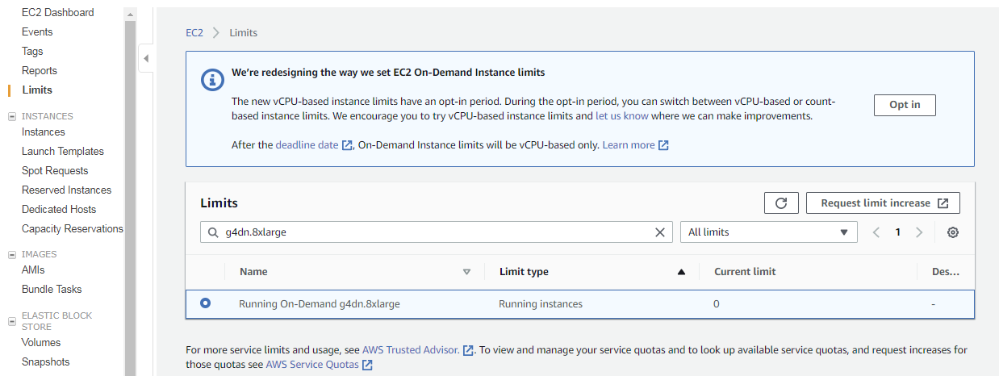 EC2 Dashboard
Events
Tags
Reports
Limits
INSTANCES
Instances
Launch Templates
Spot Requests
Reserved Instances
Dedicated Hosts
Capacity Reservations
IMAGES
AMIs
Bundle Tasks
ELASTIC BLOCK
STORE
Volumes
Snapshots
EC2 > Limits
We're redesigning the way we set EC2 On-Demand Instance limits
The new vCPU-based instance limits have an opt-in period. During the opt-in period, you can switch between vCPU-based or count-
based instance limits. We encourage you to try vCPU-based instance limits and let us know where we can make improvements.
After the deadline date, On-Demand Instance limits will be vCPU-based only. Learn more
Opt in
Limits
Request limit increase
g4dn.8xlarge
All limits
1
Name Limit type Current limit Des...
Running On-Demand g4dn.8xlarge Running instances 0 -
For more service limits and usage, see AWS Trusted Advisor. . To view and manage your service quotas and to look up available service quotas, and request increases for
those quotas see AWS Service Quotas